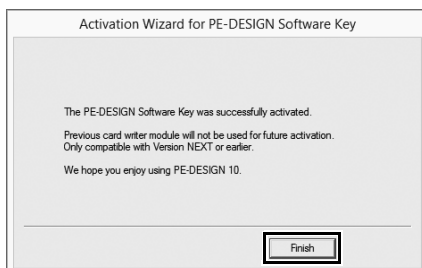 Activation Wizard for PE-DESIGN Software Key
The PE-DESIGN Software Key was successfully activated.
Previous card writer module will not be used for future activation.
Only compatible with Version NEXT or earlier.
We hope you enjoy using PE-DESIGN 10.
Finish